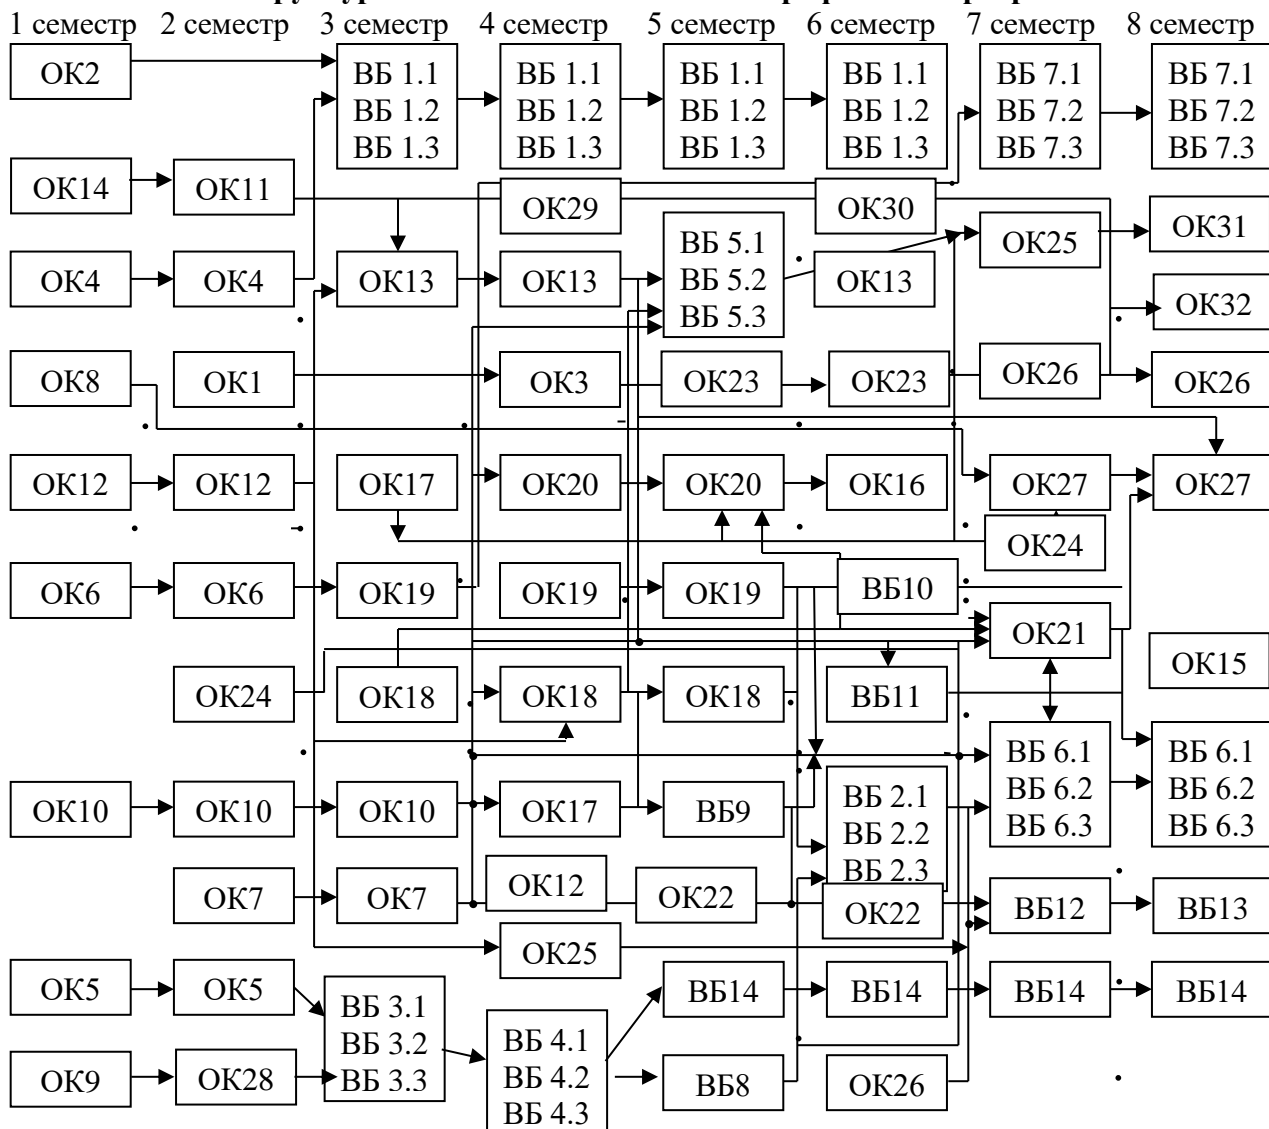 1 семестр 2 семестр 3 семестр 4 семестр 5 семестр 6 семестр 7 семестр 8 семестр
ОК2
ВБ 1.1 ВБ 1.1 ВБ 1.1 ВБ 1.1 ВБ 7.1 ВБ 7.1
ВБ 1.2 ВБ 1.2 ВБ 1.2 ВБ 1.2 ВБ 7.2 ВБ 7.2
ВБ 1.3 ВБ 1.3 ВБ 1.3 ВБ 1.3 ВБ 7.3 ВБ 7.3
ОК14 ОК11 ОК29 ОК30
ОК25 ОК31
ВБ 5.1
ВБ 5.2
ВБ 5.3
ОК4 ОК4 ОК13 ОК13 ОК13 ОК32
ОК8 ОК1 ОК3 ОК23 ОК23 ОК26 ОК26
ОК12 ОК12 ОК17 ОК20 ОК20 ОК16 ОК27 ОК27
ОК24
ОК6 ОК6 ОК19 ОК19 ОК19 ВБ10
ОК21
ОК15
ОК24 ОК18 ОК18 ОК18 ВБ11
ВБ 6.1 ВБ 6.1
ВБ 6.2 ВБ 6.2
ВБ 6.3 ВБ 6.3
ОК10 ОК10 ОК10 ОК17 ВБ9
ВБ 2.1
ВБ 2.2
ВБ 2.3
ОК7 ОК7 ОК12 ОК22 ОК22 ВБ12 ВБ13
ОК25
ОК5 ОК5 ВБ14 ВБ14 ВБ14 ВБ14
ВБ 3.1
ВБ 3.2
ВБ 3.3
ВБ 4.1
ВБ 4.2
ВБ 4.3
ОК9 ОК28 ВБ8 ОК26